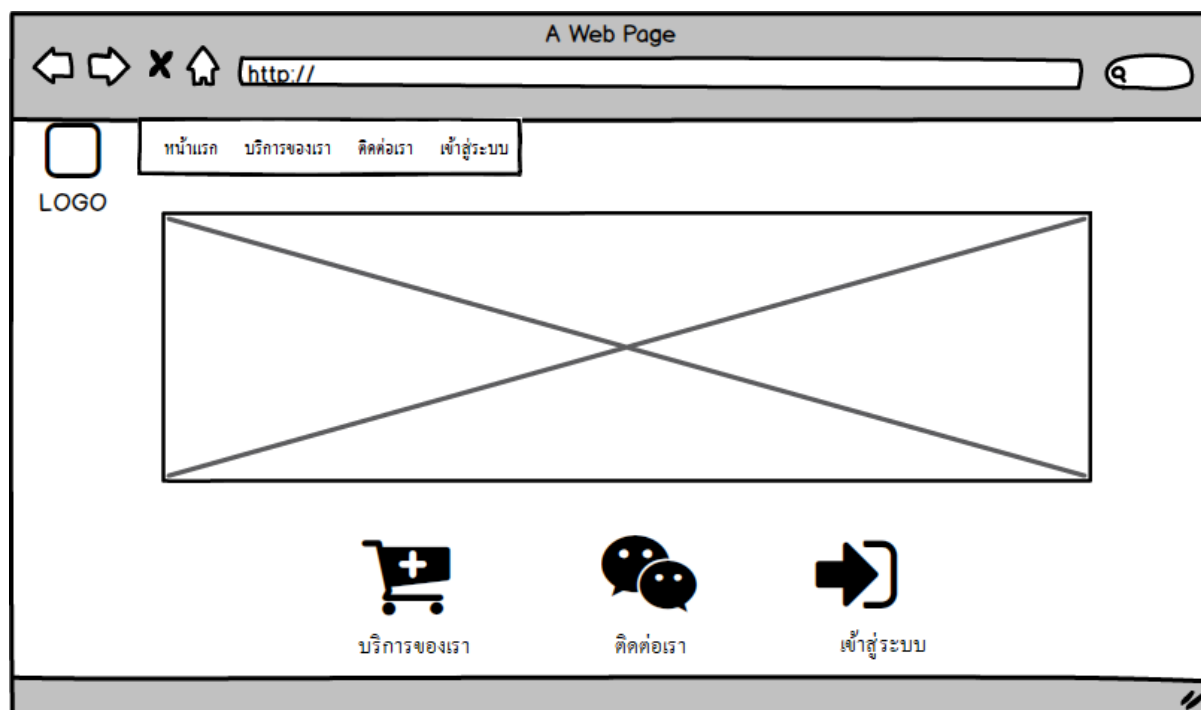 A Web Page
http://
หน้าแรก บริการของเรา ติดต่อเรา เข้าสู่ระบบ
LOGO
บริการของเรา ติดต่อเรา เข้าสู่ระบบ